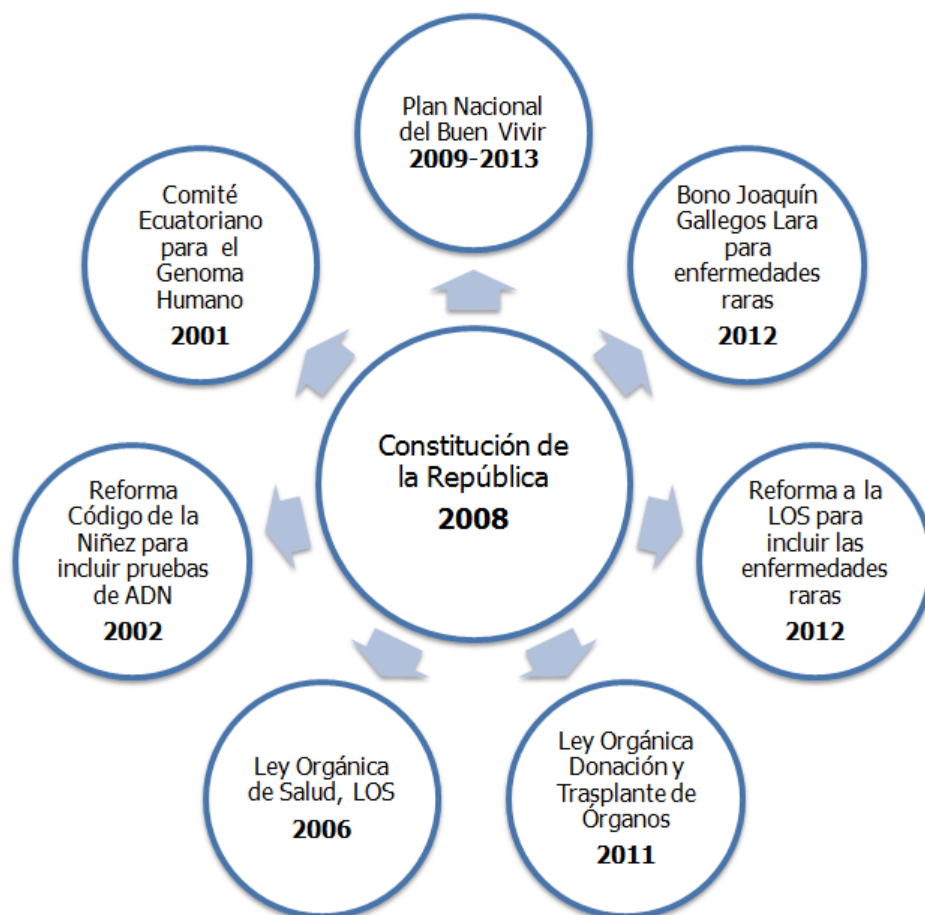 Plan Nacional
del Buen Vivir
2009-2013
Bono Joaquín
Gallegos Lara
para
enfermedades
raras
2012
Reforma a la
LOS para
incluir las
enfermedades
raras
2012
Ley Orgánica
Donación y
Trasplante de
Órganos
2011
Ley Orgánica
de Salud, LOS
2006
Reforma
Código de la
Niñez para
incluir pruebas
de ADN
2002
Comité
Ecuatoriano
para el
Genoma
Humano
2001
Constitución de
la República
2008